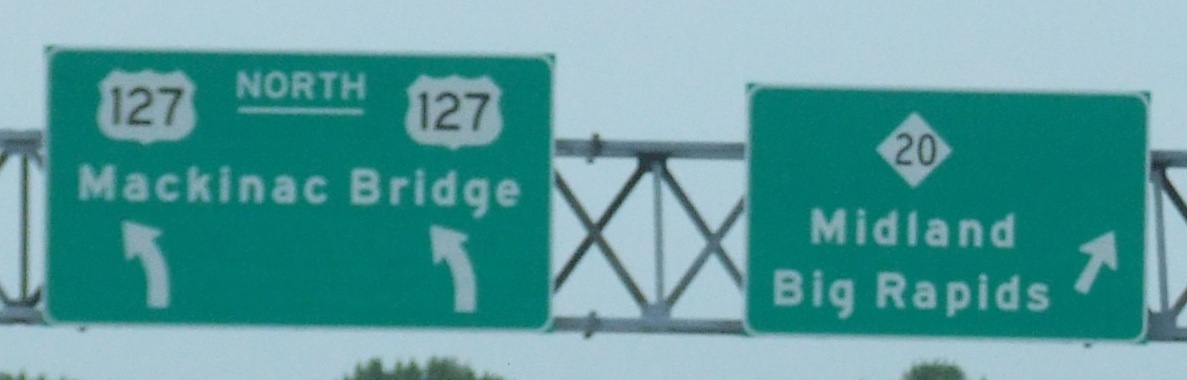 127 NORTH 127
Mackinac Bridge
20
Midland
Big Rapids